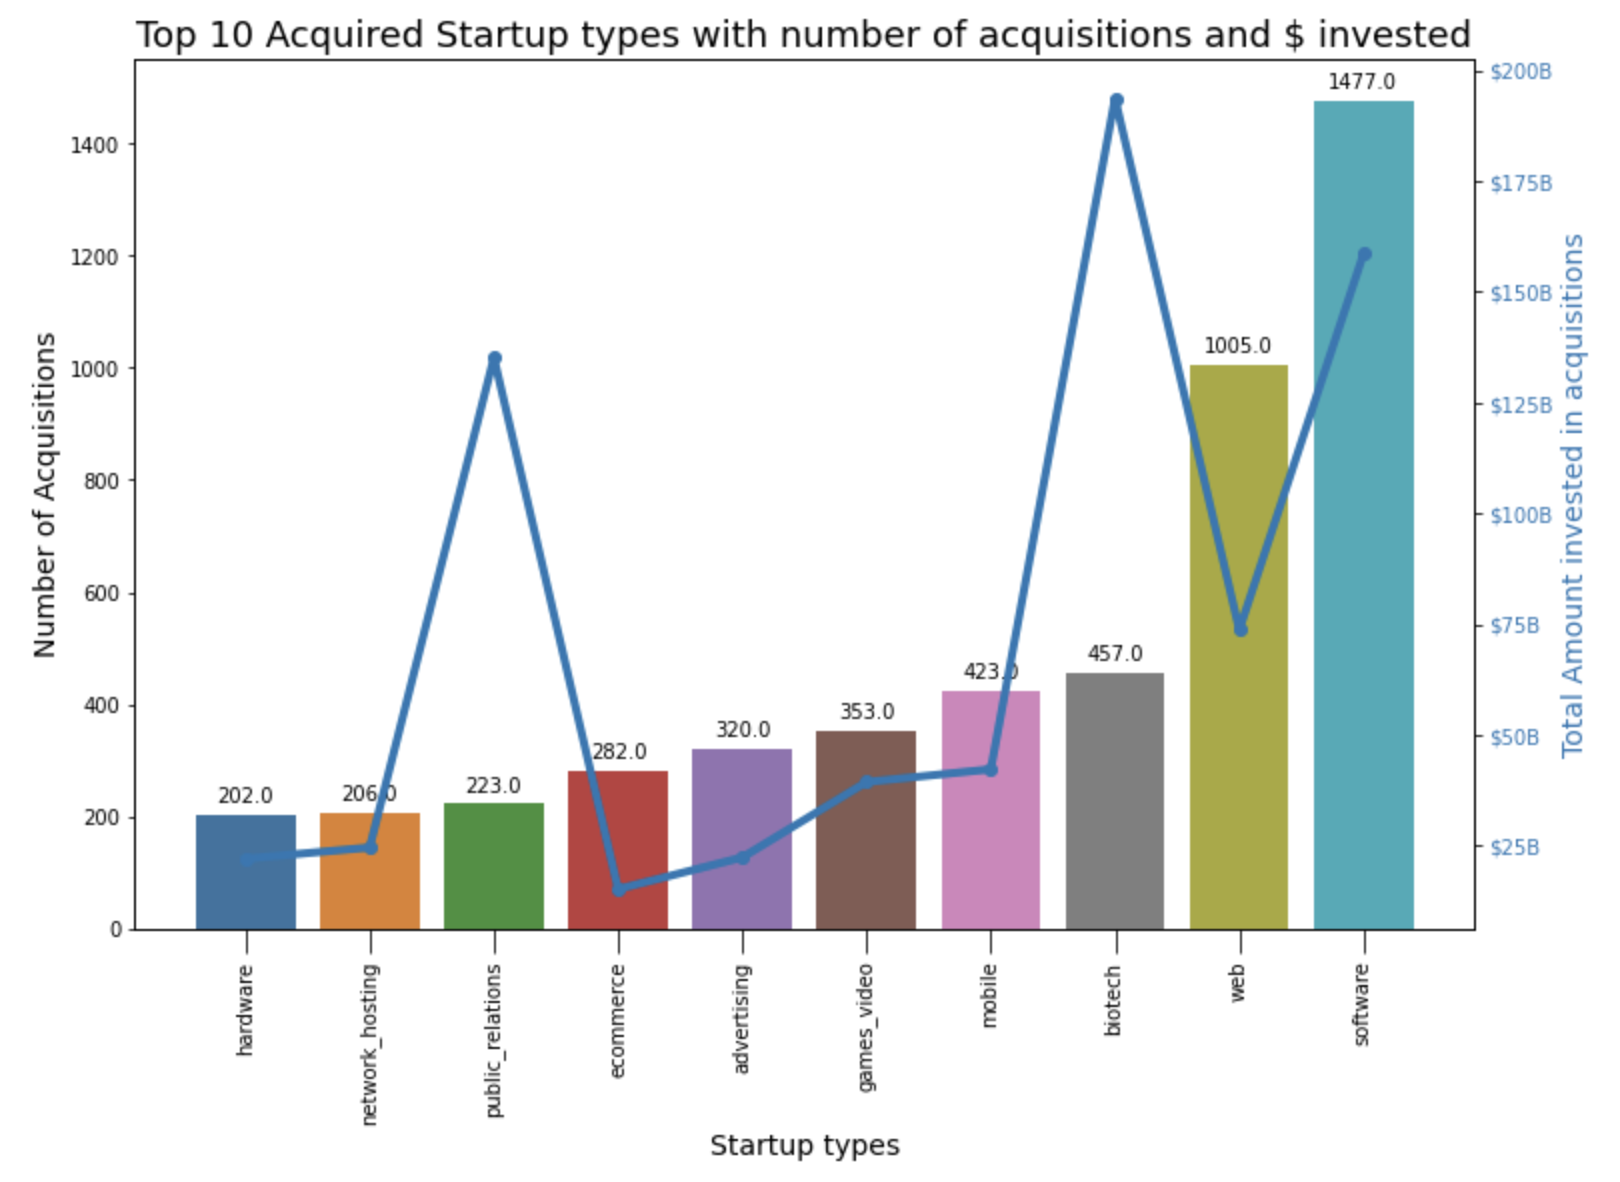 Top 10 Acquired Startup types with number of acquisitions and $ invested
1477.0
$200B
1400
$175B
1200
$150B
1005.0
1000
$125B
Number of Acquisitions
Total Amount invested in acquisitions
800
$100B
600
$75B
457.0
423.0
400
353.0
$50B
320.0
282.0
202.0
206.0
223.0
200
$25B
0
hardware
network_hosting
public_relations
ecommerce
advertising
games_video
mobile
biotech
web
software
Startup types